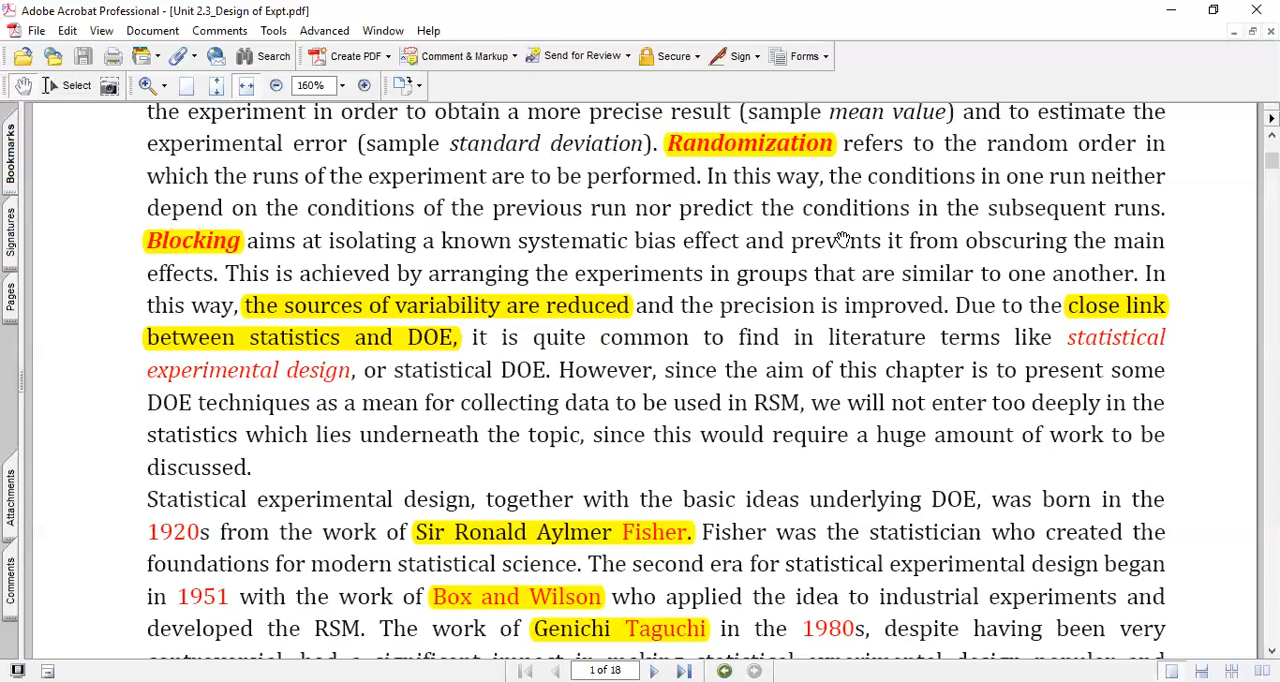 Adobe Acrobat Professional - [Unit 2.3_Design of Expt.pdf]
File Edit View Document Comments Tools Advanced Window Help
Search Create PDF Comment & Markup Send for Review Secure Sign Forms
Select 160%
Bookmarks
Signatures
Pages
Attachments
Comments
the experiment in order to obtain a more precise result (sample mean value) and to estimate the
experimental error (sample standard deviation). Randomization refers to the random order in
which the runs of the experiment are to be performed. In this way, the conditions in one run neither
depend on the conditions of the previous run nor predict the conditions in the subsequent runs.
Blocking aims at isolating a known systematic bias effect and prevents it from obscuring the main
effects. This is achieved by arranging the experiments in groups that are similar to one another. In
this way, the sources of variability are reduced and the precision is improved. Due to the close link
between statistics and DOE, it is quite common to find in literature terms like statistical
experimental design, or statistical DOE. However, since the aim of this chapter is to present some
DOE techniques as a mean for collecting data to be used in RSM, we will not enter too deeply in the
statistics which lies underneath the topic, since this would require a huge amount of work to be
discussed.
Statistical experimental design, together with the basic ideas underlying DOE, was born in the
1920s from the work of Sir Ronald Aylmer Fisher. Fisher was the statistician who created the
foundations for modern statistical science. The second era for statistical experimental design began
in 1951 with the work of Box and Wilson who applied the idea to industrial experiments and
developed the RSM. The work of Genichi Taguchi in the 1980s, despite having been very
1 of 18